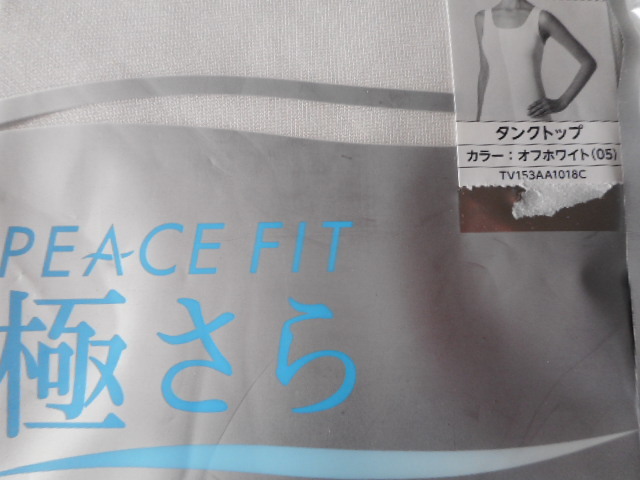 タンクトップ
カラー：オフホワイト(05)
TV153AA1018C
PEACE FIT
極さら